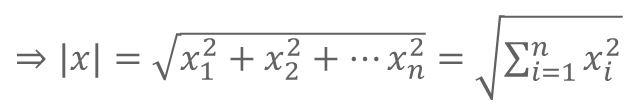 ⇒ |x| = √(x₁² + x₂² + ⋯ xₙ²) = √(∑ᵢ₌₁ⁿ xᵢ²)